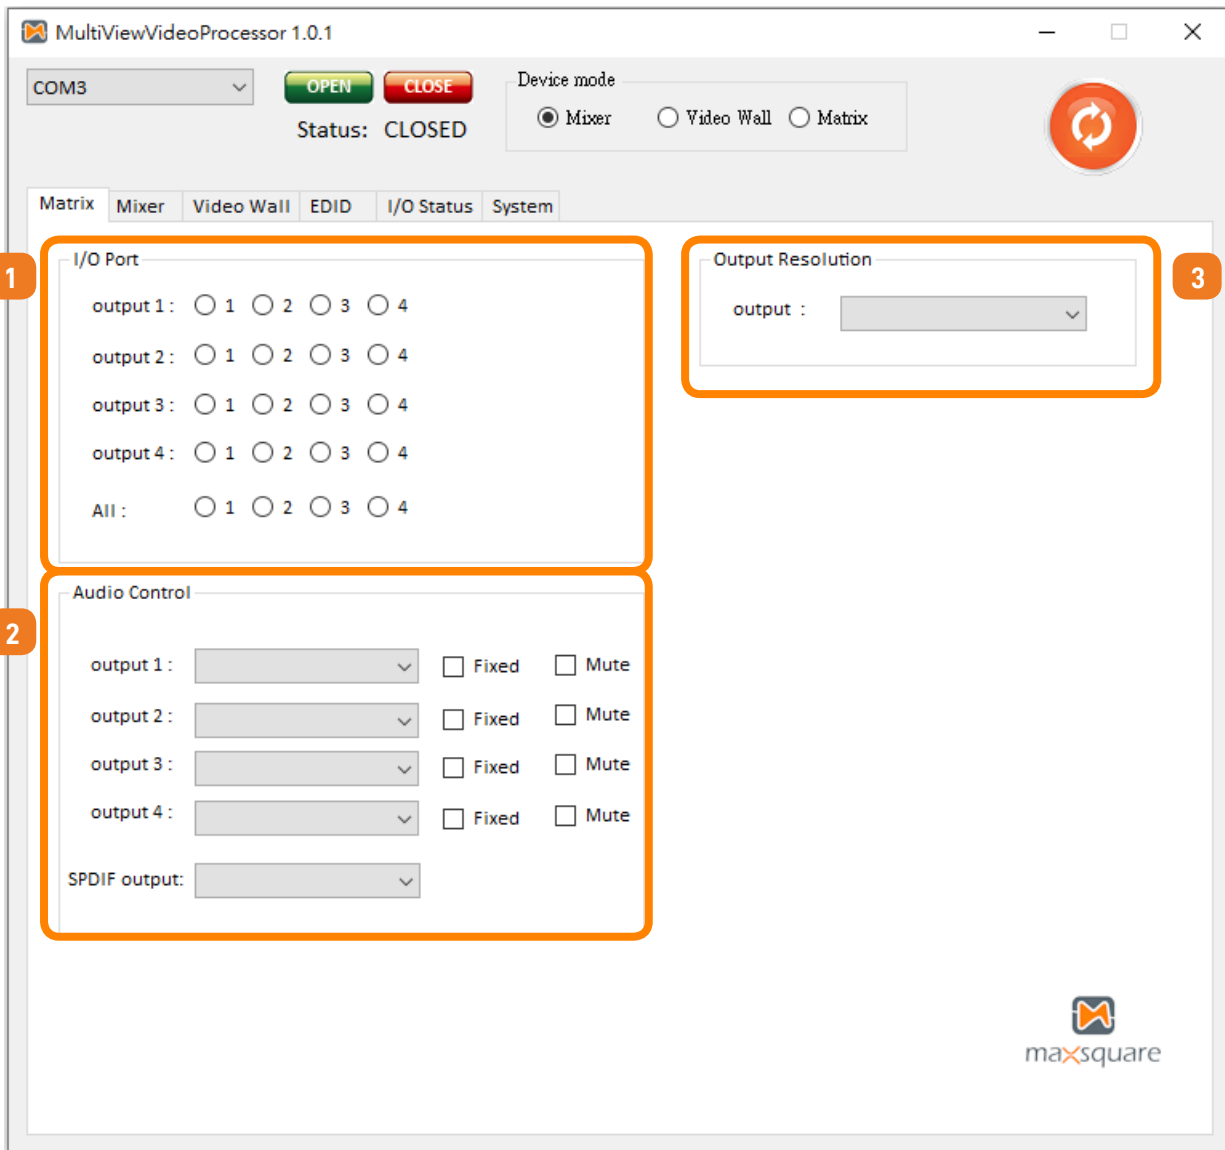 MultiViewVideoProcessor 1.0.1
COM3
OPEN
CLOSE
Status: CLOSED
Device mode
Mixer Video Wall Matrix
Matrix Mixer Video Wall EDID I/O Status System
1
I/O Port
output 1 : 1 2 3 4
output 2 : 1 2 3 4
output 3 : 1 2 3 4
output 4 : 1 2 3 4
All : 1 2 3 4
2
Audio Control
output 1 : Fixed Mute
output 2 : Fixed Mute
output 3 : Fixed Mute
output 4 : Fixed Mute
SPDIF output:
3
Output Resolution
output :
maxsquare